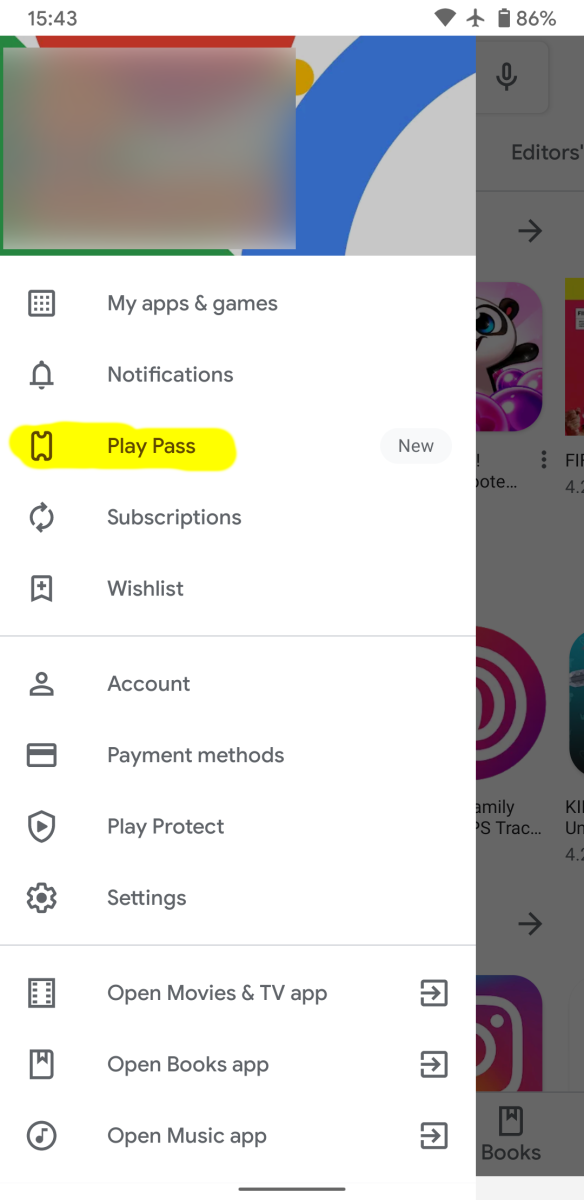 15:43
86%
Editors'
My apps & games
Notifications
Play Pass
New
Subscriptions
Wishlist
Account
Payment methods
Play Protect
Settings
Open Movies & TV app
Open Books app
Open Music app
!
ote...
FIF
4.2
amily
PS Trac...
KI
Un
4.2
Books